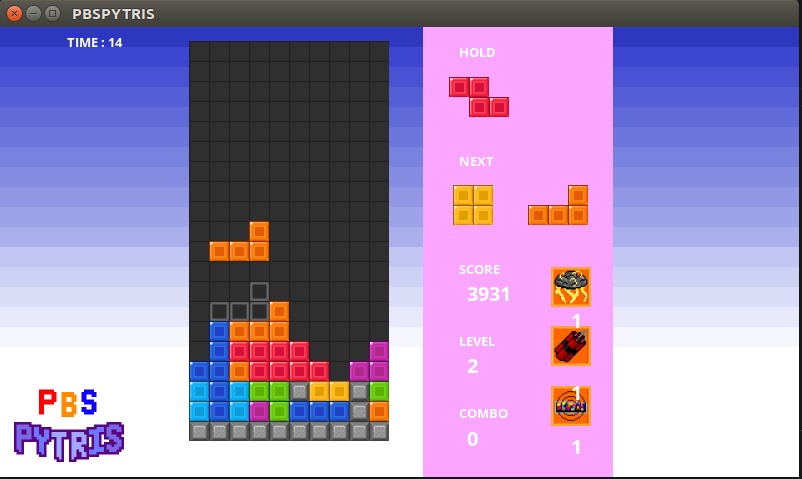 PBSPYTRIS
TIME : 14
HOLD
NEXT
SCORE
3931
1
LEVEL
2
1
COMBO
0
1
PBS
PYTRIS